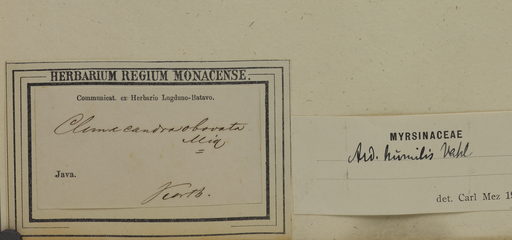 HERBARIUM REGIUM MONACENSE.
Communicat. ex Herbario Lugduno-Batavo.
Climacandra obovata
Miq
Java.
MYRSINACEAE
Ard. humilis Vahl
det. Carl Mez 19